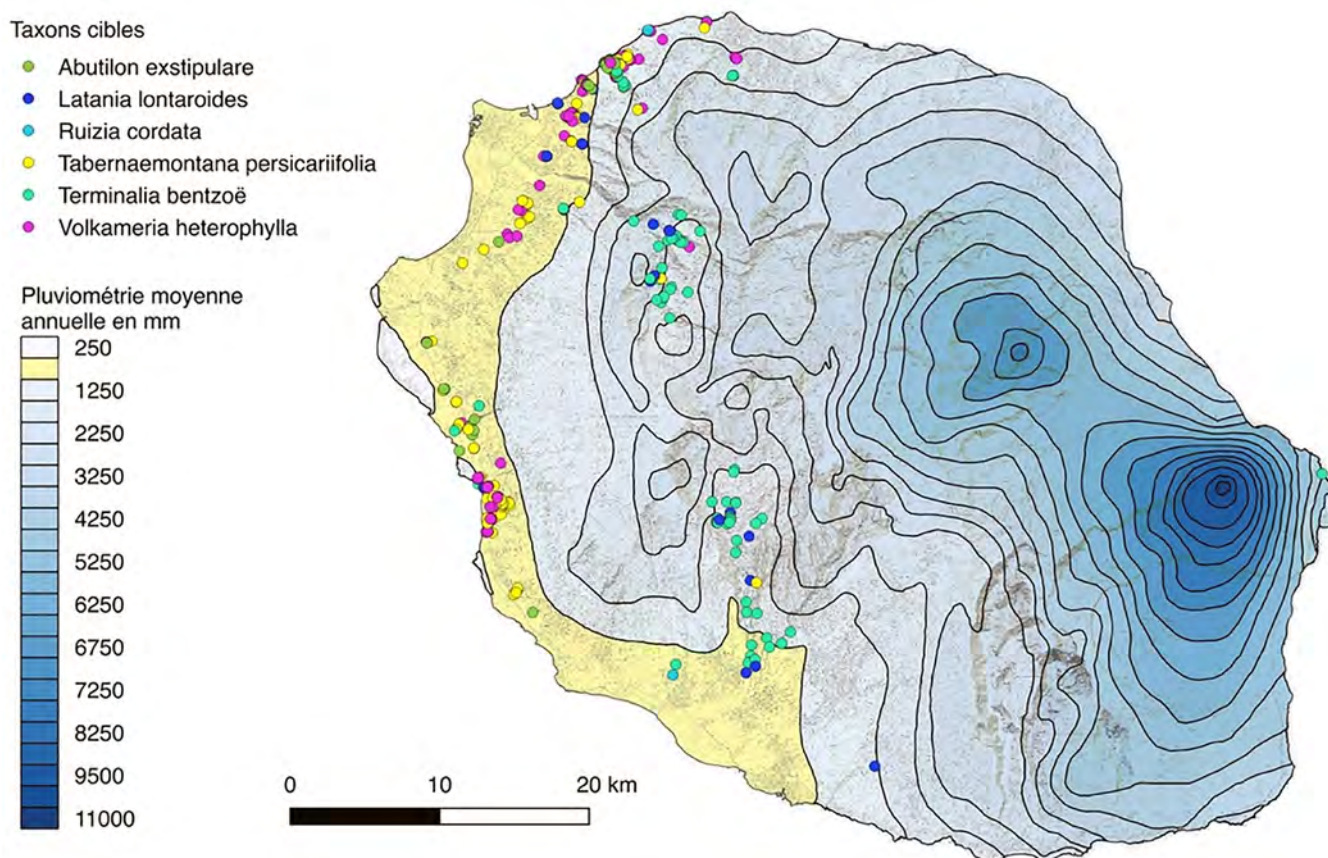 Taxons cibles
Abutilon exstipulare
Latania lontaroides
Ruizia cordata
Tabernaemontana persicariifolia
Terminalia bentzoë
Volkameria heterophylla
Pluviométrie moyenne
annuelle en mm
250
1250
2250
3250
4250
5250
6250
6750
7250
8250
9500
11000
0 10 20 km